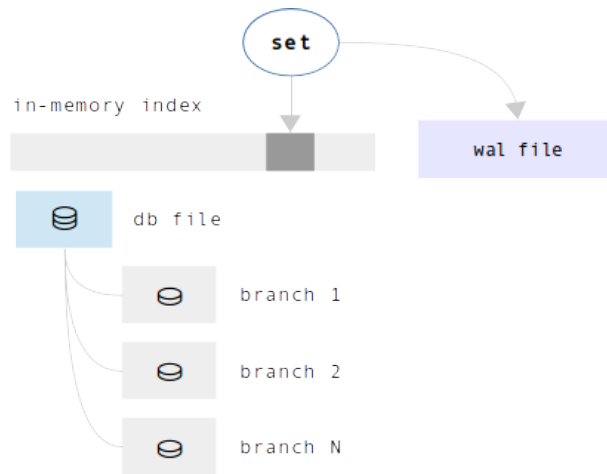 set
in-memory index
wal file
db file
branch 1
branch 2
branch N